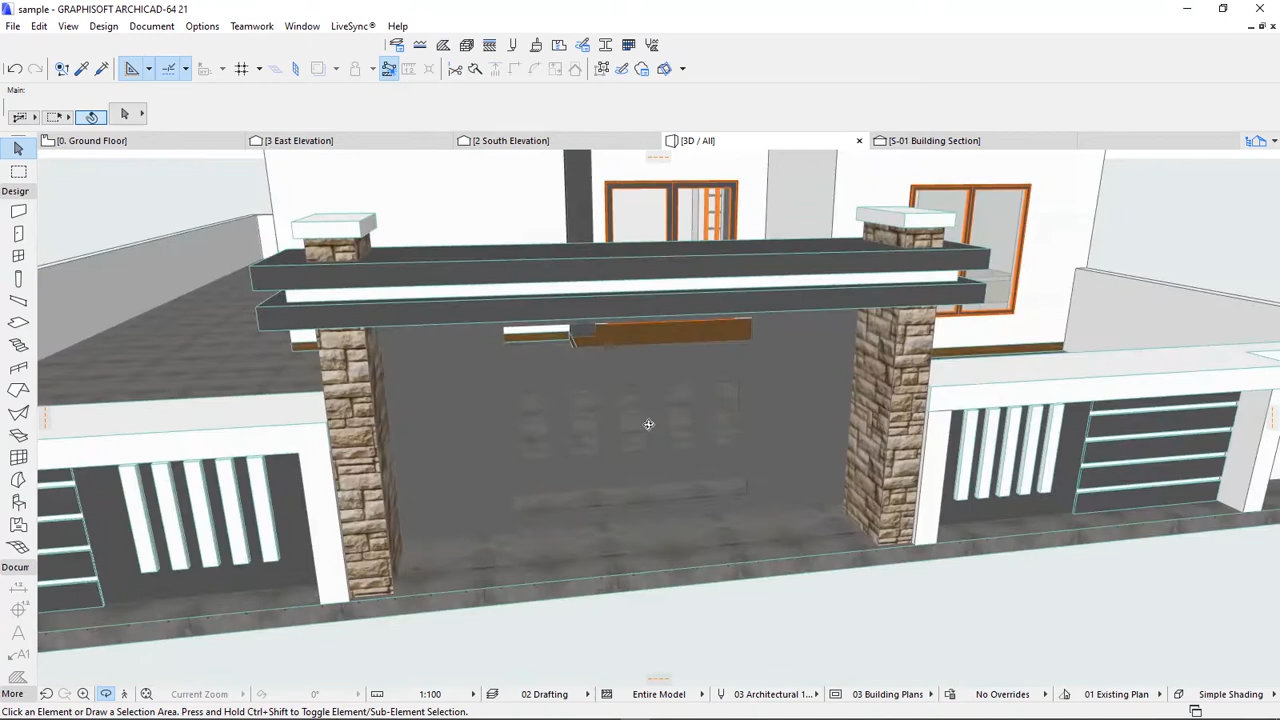 sample - GRAPHISOFT ARCHICAD-64 21
File Edit View Design Document Options Teamwork Window LiveSync® Help
Main:
[0. Ground Floor] [3 East Elevation] [2 South Elevation] [3D / All] [S-01 Building Section]
Design
Docum
More Current Zoom 0° 1:100 02 Drafting Entire Model 03 Architectural 1... 03 Building Plans No Overrides 01 Existing Plan Simple Shading
Click an Element or Draw a Selection Area. Press and Hold Ctrl+Shift to Toggle Element/Sub-Element Selection.